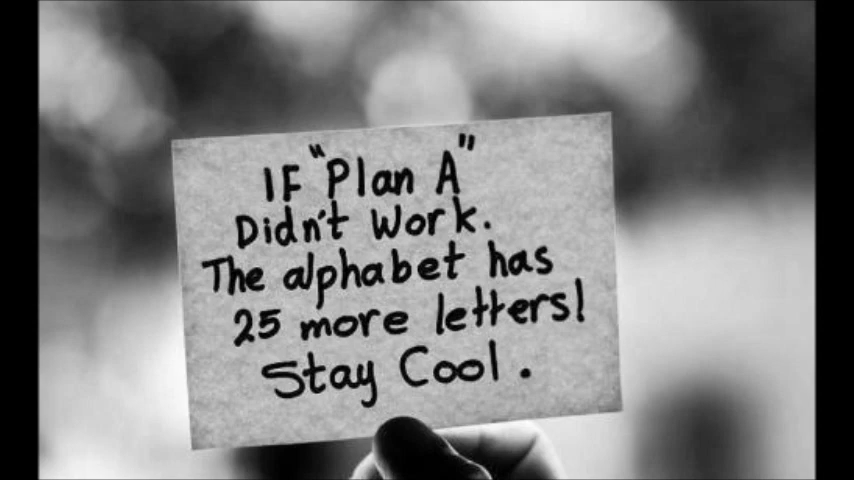 IF "Plan A"
Didn't Work.
The alphabet has
25 more letters!
Stay Cool.